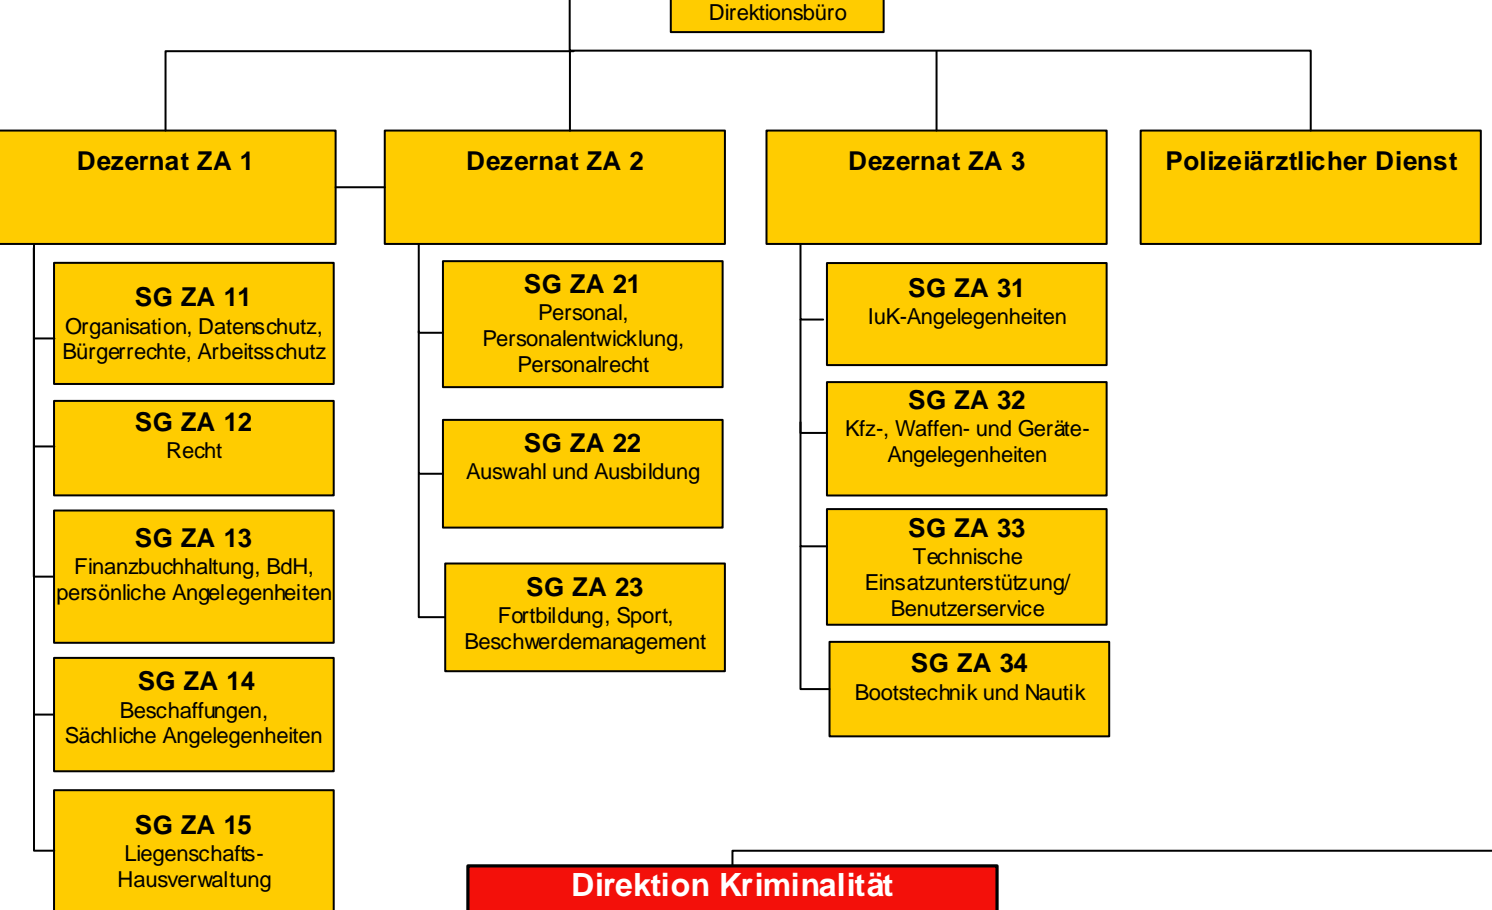 Direktionsbüro
Dezernat ZA 1
SG ZA 11
Organisation, Datenschutz,
Bürgerrechte, Arbeitsschutz
SG ZA 12
Recht
SG ZA 13
Finanzbuchhaltung, BdH,
persönliche Angelegenheiten
SG ZA 14
Beschaffungen,
Sächliche Angelegenheiten
SG ZA 15
Liegenschafts-
Hausverwaltung
Dezernat ZA 2
SG ZA 21
Personal,
Personalentwicklung,
Personalrecht
SG ZA 22
Auswahl und Ausbildung
SG ZA 23
Fortbildung, Sport,
Beschwerdemanagement
Dezernat ZA 3
SG ZA 31
IuK-Angelegenheiten
SG ZA 32
Kfz-, Waffen- und Geräte-
Angelegenheiten
SG ZA 33
Technische
Einsatzunterstützung/
Benutzerservice
SG ZA 34
Bootstechnik und Nautik
Polizeiärztlicher Dienst
Direktion Kriminalität